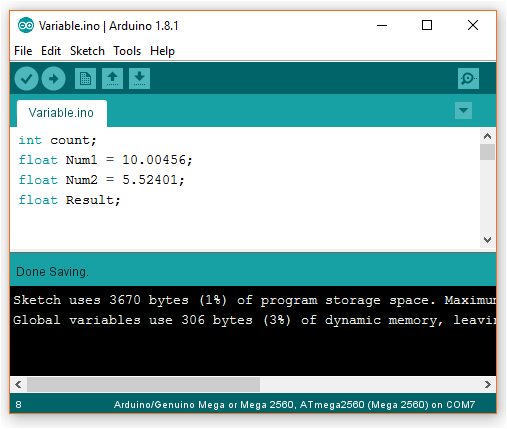 Variable.ino | Arduino 1.8.1
File Edit Sketch Tools Help
Variable.ino
int count;
float Num1 = 10.00456;
float Num2 = 5.52401;
float Result;
Done Saving.
Sketch uses 3670 bytes (1%) of program storage space. Maximum
Global variables use 306 bytes (3%) of dynamic memory, leavin
8 Arduino/Genuino Mega or Mega 2560, ATmega2560 (Mega 2560) on COM7